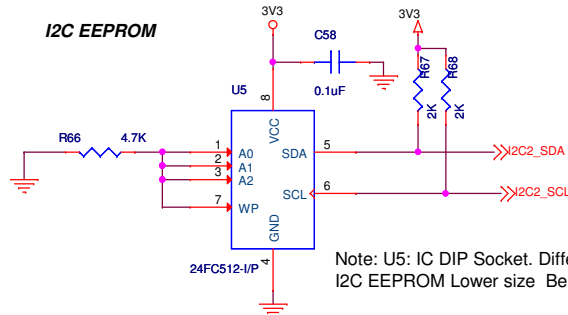 I2C EEPROM
3V3
C58
0.1uF
3V3
R67
2K
R68
2K
U5
8
VCC
R66
4.7K
1
A0
2
A1
3
A2
7
WP
SDA
5
I2C2_SDA
SCL
6
I2C2_SCL
GND
4
24FC512-I/P
Note: U5: IC DIP Socket.
I2C EEPROM Lower size